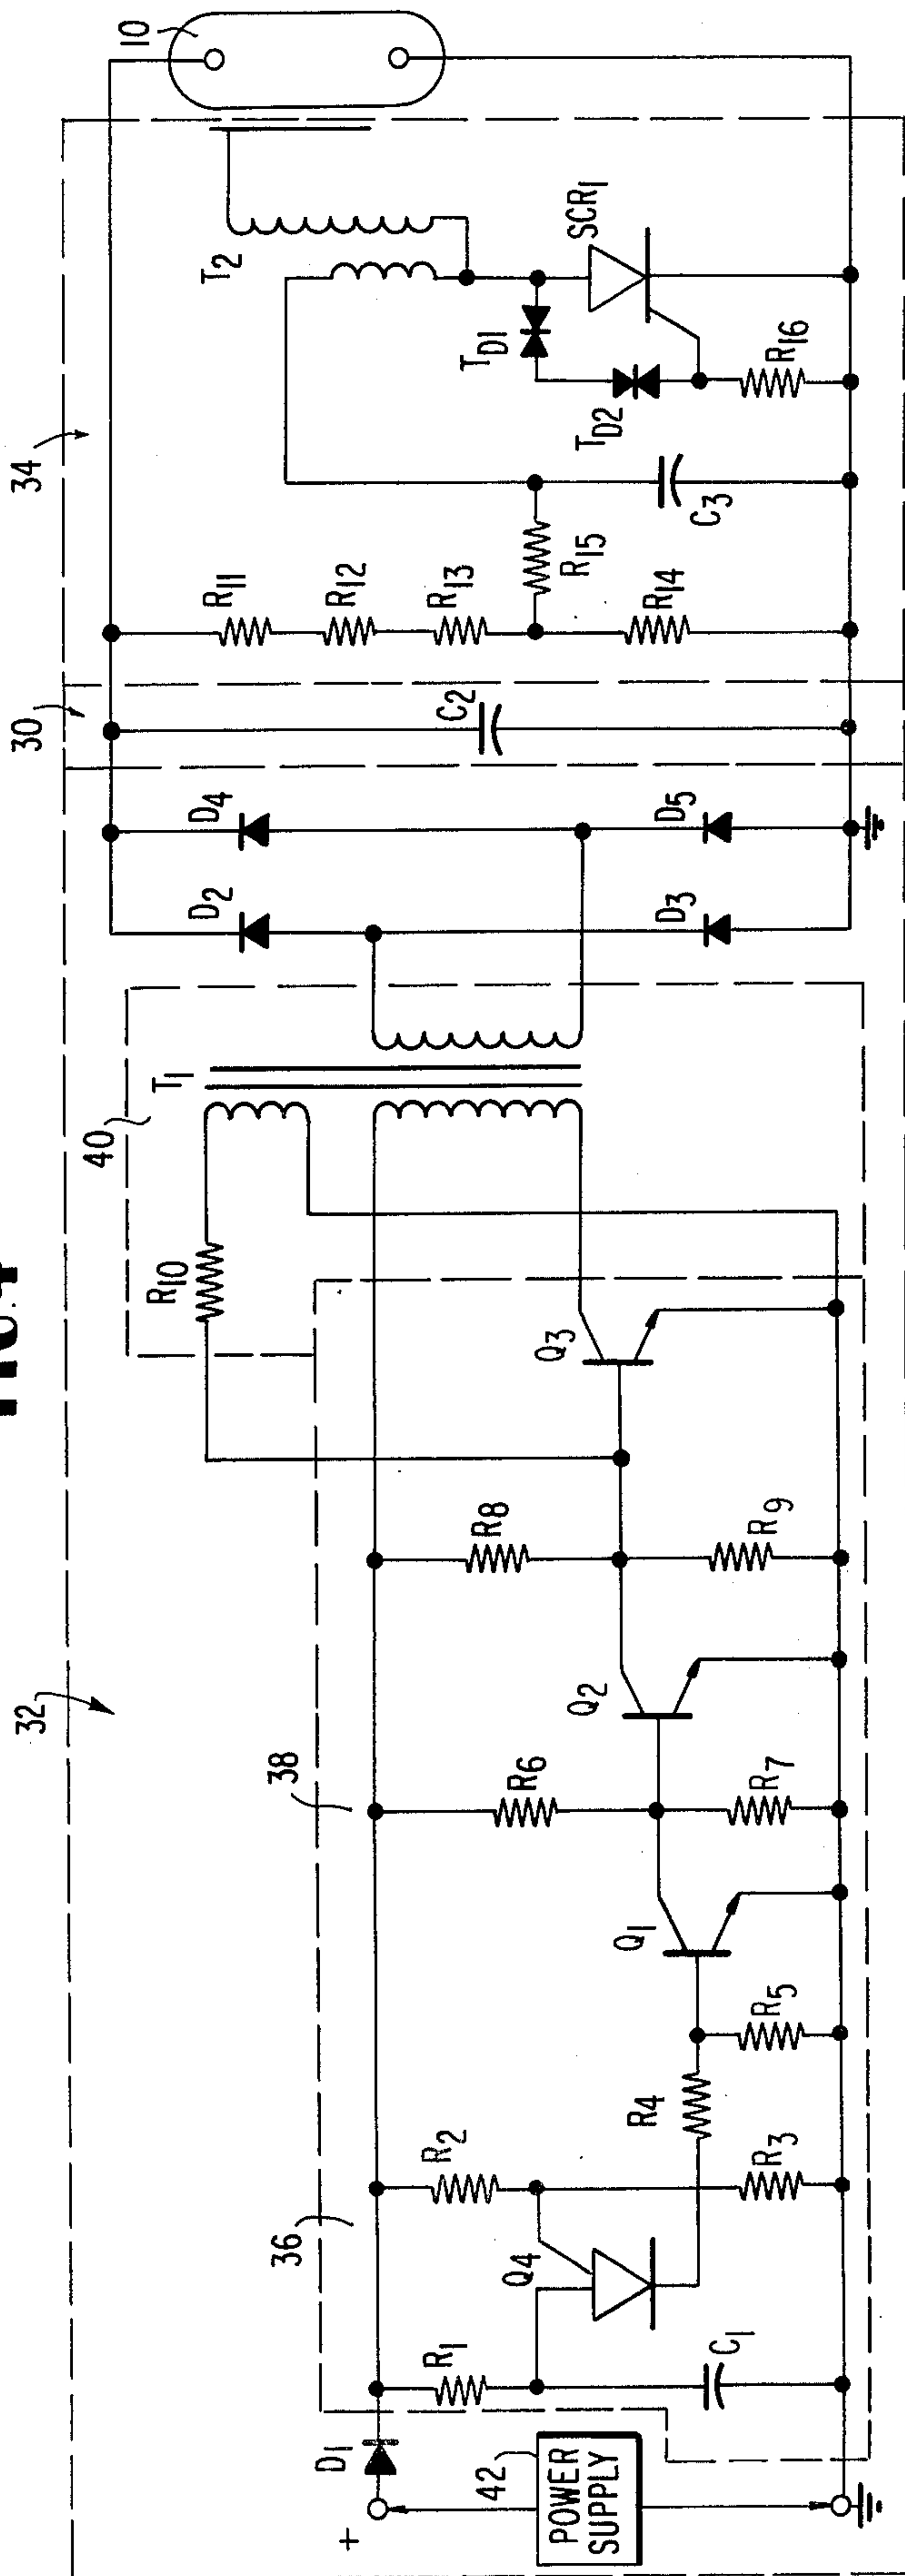 FIG. 4
32
34
30
10
40
T1
R10
D2
D4
C2
R11
R12
R13
R15
R14
C3
T2
TD1
TD2
SCR1
R16
D3
D5
38
36
+
D1
42
POWER
SUPPLY
R1
C1
Q4
R2
R3
R4
R5
Q1
R6
R7
Q2
R8
R9
Q3